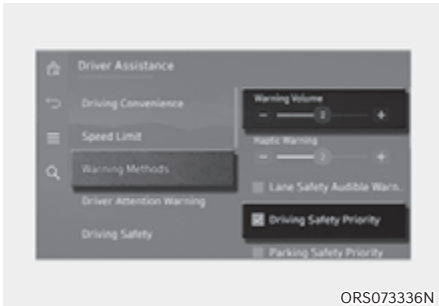 Driver Assistance
Driving Convenience
Speed Limit
Warning Methods
Driver Attention Warning
Driving Safety
Warning Volume
− 2 +
Haptic Warning
− 2 +
Lane Safety Audible Warn..
Driving Safety Priority
Parking Safety Priority
ORS073336N